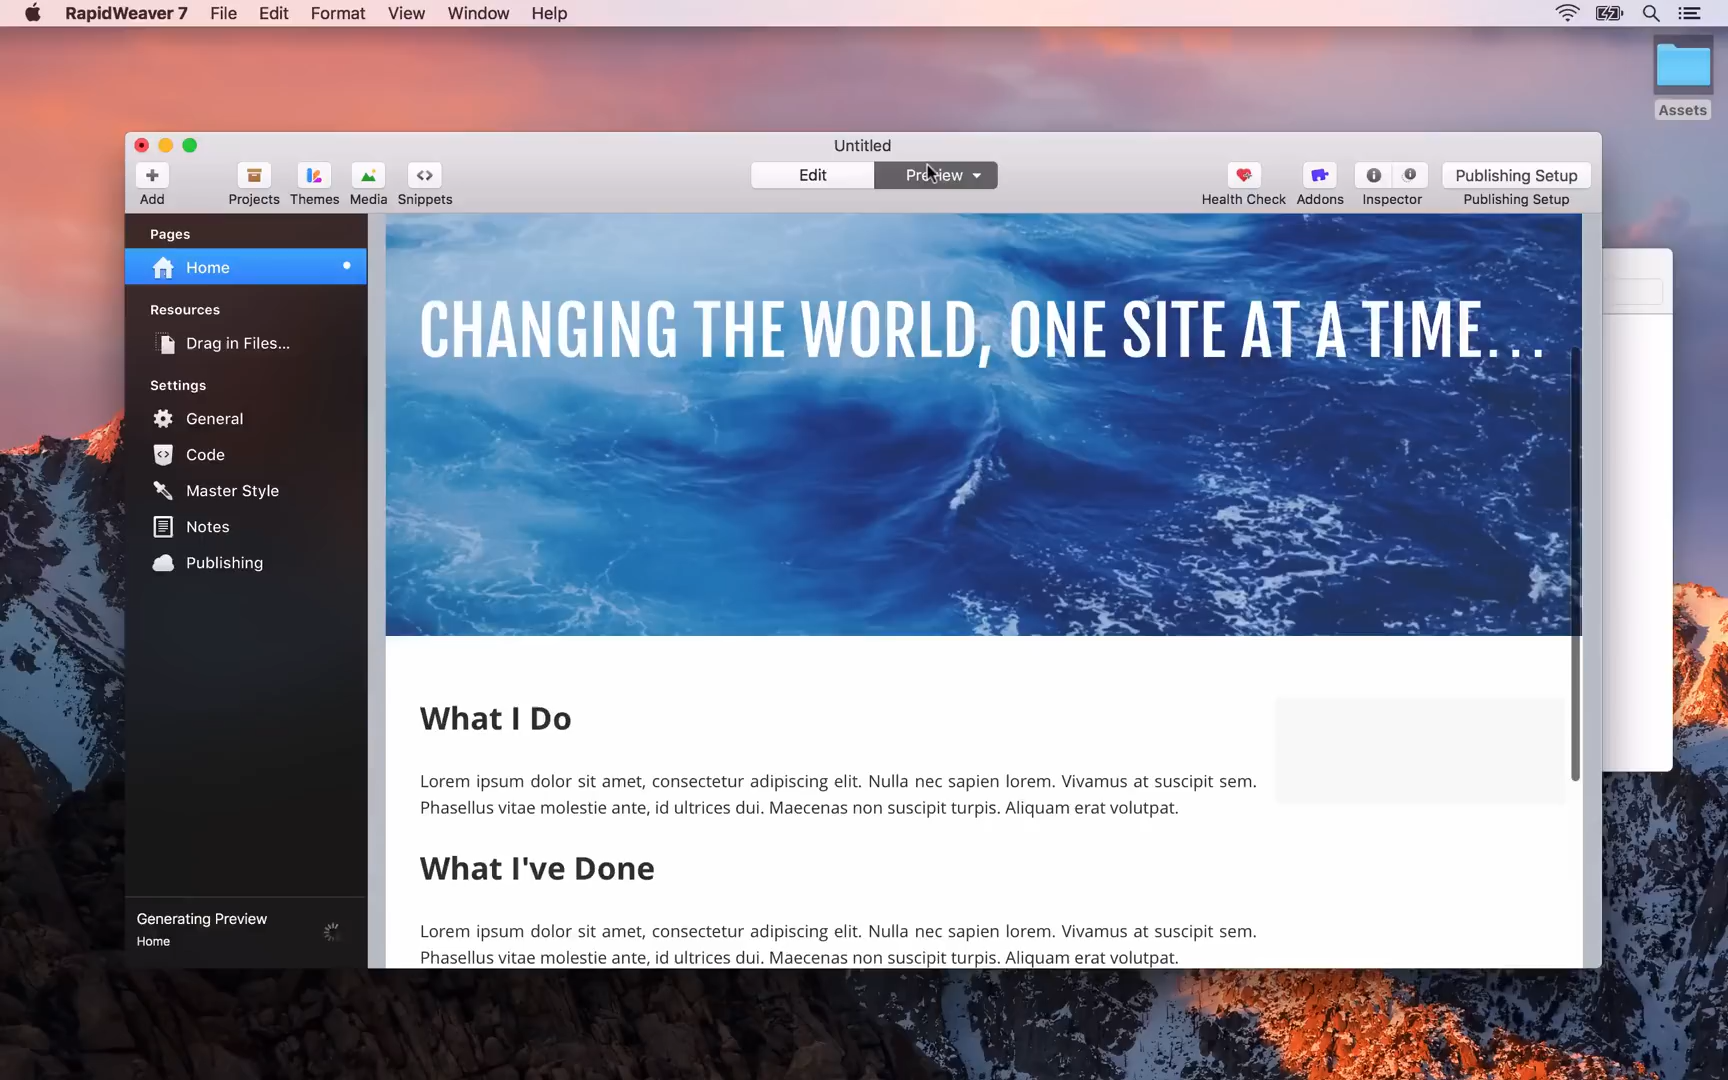 RapidWeaver 7 File Edit Format View Window Help
Assets
Untitled
Edit Preview Publishing Setup
Add Projects Themes Media Snippets Health Check Addons Inspector Publishing Setup
Pages
Home
Resources
Drag in Files...
Settings
General
Code
Master Style
Notes
Publishing
Generating Preview
Home
CHANGING THE WORLD, ONE SITE AT A TIME...
What I Do
Lorem ipsum dolor sit amet, consectetur adipiscing elit. Nulla nec sapien lorem. Vivamus at suscipit sem.
Phasellus vitae molestie ante, id ultrices dui. Maecenas non suscipit turpis. Aliquam erat volutpat.
What I've Done
Lorem ipsum dolor sit amet, consectetur adipiscing elit. Nulla nec sapien lorem. Vivamus at suscipit sem.
Phasellus vitae molestie ante, id ultrices dui. Maecenas non suscipit turpis. Aliquam erat volutpat.